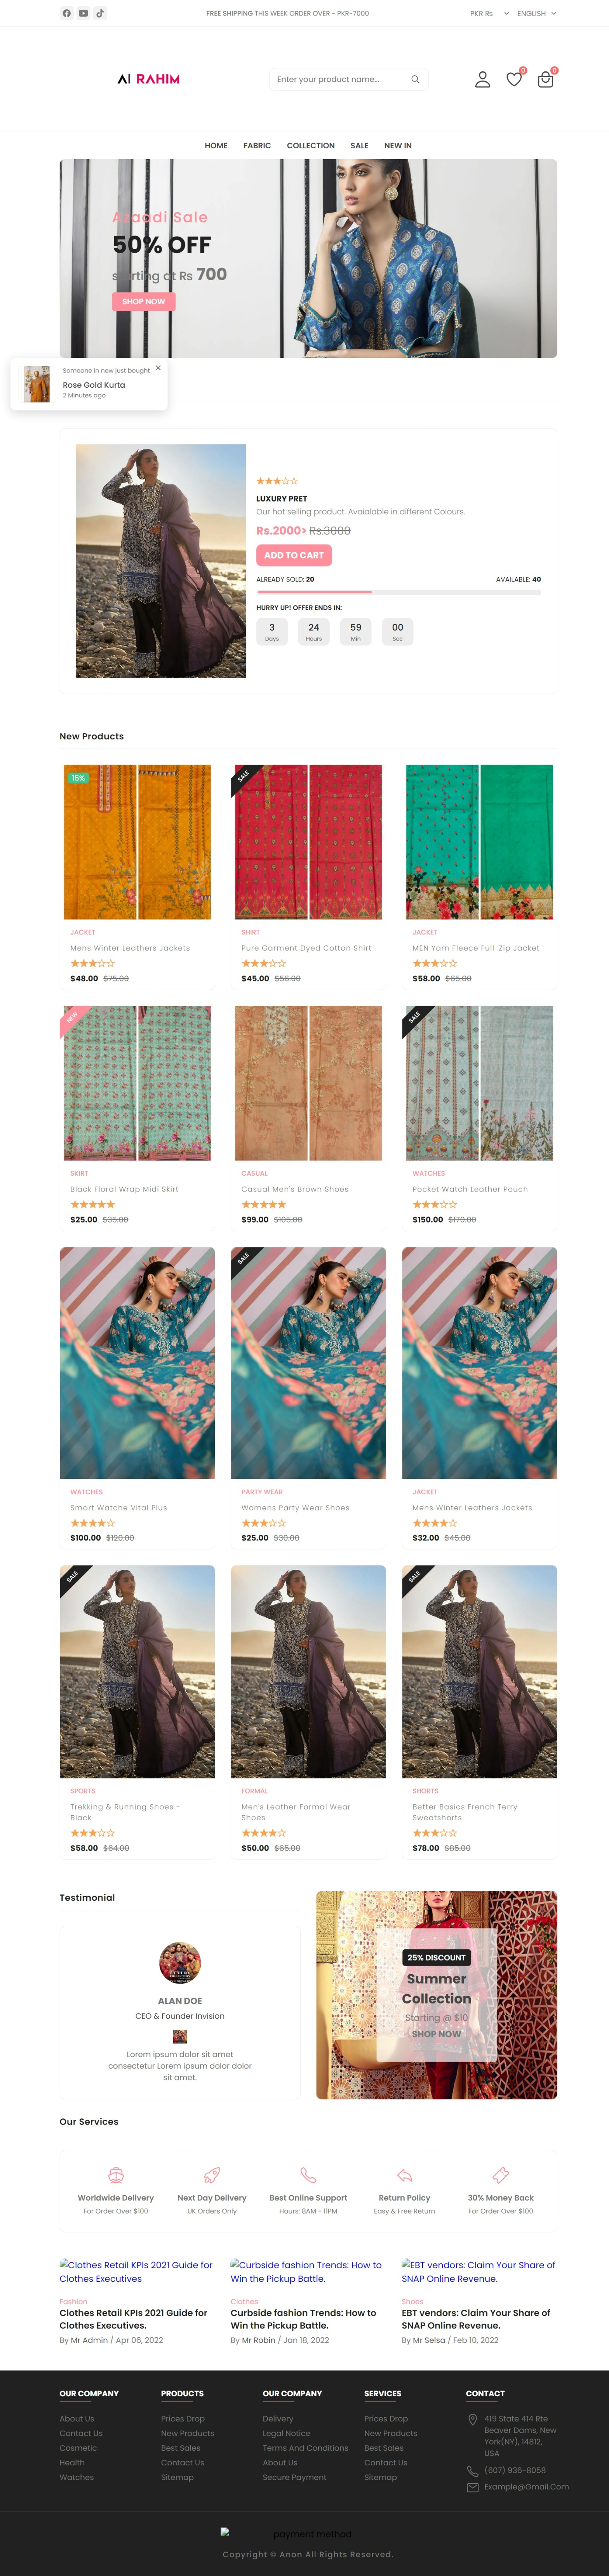 FREE SHIPPING THIS WEEK ORDER OVER - PKR-7000
PKR Rs
ENGLISH
Al RAHIM
Enter your product name...
0
0
HOME
FABRIC
COLLECTION
SALE
NEW IN
Azaadi Sale
50% OFF
starting at Rs 700
SHOP NOW
Someone in new just bought
Rose Gold Kurta
2 Minutes ago
LUXURY PRET
Our hot selling product. Avaialable in different Colours.
Rs.2000> Rs.3000
ADD TO CART
ALREADY SOLD: 20
AVAILABLE: 40
HURRY UP! OFFER ENDS IN:
3
24
59
00
Days
Hours
Min
Sec
New Products
15%
SALE
JACKET
SHIRT
JACKET
Mens Winter Leathers Jackets
Pure Garment Dyed Cotton Shirt
MEN Yarn Fleece Full-Zip Jacket
$48.00 $75.00
$45.00 $56.00
$58.00 $65.00
NEW
SALE
SKIRT
CASUAL
WATCHES
Black Floral Wrap Midi Skirt
Casual Men's Brown Shoes
Pocket Watch Leather Pouch
$25.00 $35.00
$99.00 $105.00
$150.00 $170.00
SALE
WATCHES
PARTY WEAR
JACKET
Smart Watche Vital Plus
Womens Party Wear Shoes
Mens Winter Leathers Jackets
$100.00 $120.00
$25.00 $30.00
$32.00 $45.00
SALE
SALE
SPORTS
FORMAL
SHORTS
Trekking & Running Shoes -
Black
Men's Leather Formal Wear
Shoes
Better Basics French Terry
Sweatshorts
$58.00 $64.00
$50.00 $65.00
$78.00 $85.00
Testimonial
ALAN DOE
CEO & Founder Invision
Lorem ipsum dolor sit amet
consectetur Lorem ipsum dolor dolor
sit amet.
25% DISCOUNT
Summer
Collection
Starting @ $10
SHOP NOW
Our Services
Worldwide Delivery
For Order Over $100
Next Day Delivery
UK Orders Only
Best Online Support
Hours: 8AM - 11PM
Return Policy
Easy & Free Return
30% Money Back
For Order Over $100
Clothes Retail KPIs 2021 Guide for
Clothes Executives
Fashion
Clothes Retail KPIs 2021 Guide for
Clothes Executives.
By Mr Admin / Apr 06, 2022
Curbside fashion Trends: How to
Win the Pickup Battle.
Clothes
Curbside fashion Trends: How to
Win the Pickup Battle.
By Mr Robin / Jan 18, 2022
EBT vendors: Claim Your Share of
SNAP Online Revenue.
Shoes
EBT vendors: Claim Your Share of
SNAP Online Revenue.
By Mr Selsa / Feb 10, 2022
OUR COMPANY
About Us
Contact Us
Cosmetic
Health
Watches
PRODUCTS
Prices Drop
New Products
Best Sales
Contact Us
Sitemap
OUR COMPANY
Delivery
Legal Notice
Terms And Conditions
About Us
Secure Payment
SERVICES
Prices Drop
New Products
Best Sales
Contact Us
Sitemap
CONTACT
419 State 414 Rte
Beaver Dams, New
York(NY), 14812,
USA
(607) 936-8058
Example@Gmail.Com
payment method
Copyright © Anon All Rights Reserved.